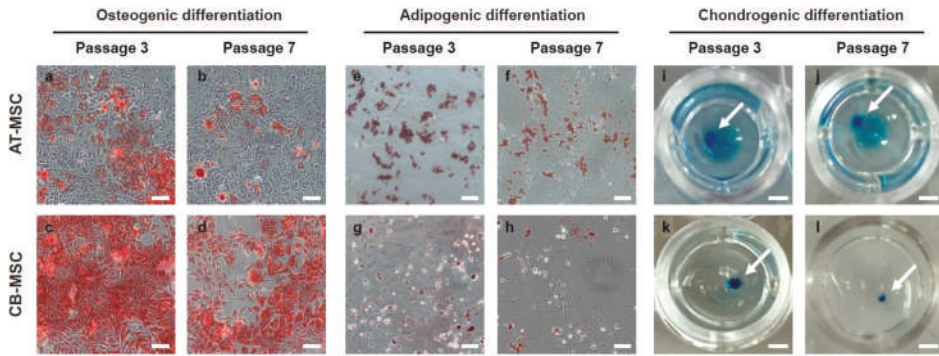 Osteogenic differentiation Adipogenic differentiation Chondrogenic differentiation
Passage 3 Passage 7 Passage 3 Passage 7 Passage 3 Passage 7
AT-MSC
a b e f i j
CB-MSC
c d g h k l